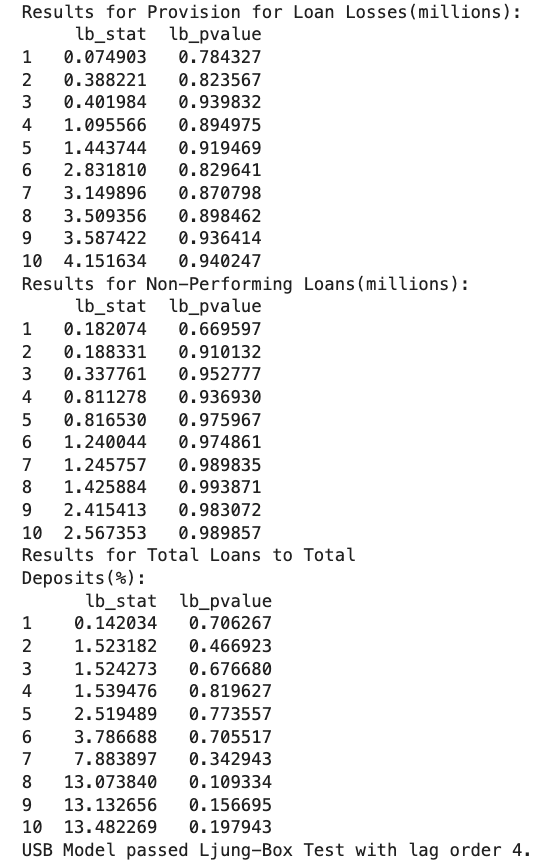 Results for Provision for Loan Losses(millions):
lb_stat lb_pvalue
1 0.074903 0.784327
2 0.388221 0.823567
3 0.401984 0.939832
4 1.095566 0.894975
5 1.443744 0.919469
6 2.831810 0.829641
7 3.149896 0.870798
8 3.509356 0.898462
9 3.587422 0.936414
10 4.151634 0.940247
Results for Non-Performing Loans(millions):
lb_stat lb_pvalue
1 0.182074 0.669597
2 0.188331 0.910132
3 0.337761 0.952777
4 0.811278 0.936930
5 0.816530 0.975967
6 1.240044 0.974861
7 1.245757 0.989835
8 1.425884 0.993871
9 2.415413 0.983072
10 2.567353 0.989857
Results for Total Loans to Total
Deposits(%):
lb_stat lb_pvalue
1 0.142034 0.706267
2 1.523182 0.466923
3 1.524273 0.676680
4 1.539476 0.819627
5 2.519489 0.773557
6 3.786688 0.705517
7 7.883897 0.342943
8 13.073840 0.109334
9 13.132656 0.156695
10 13.482269 0.197943
USB Model passed Ljung-Box Test with lag order 4.